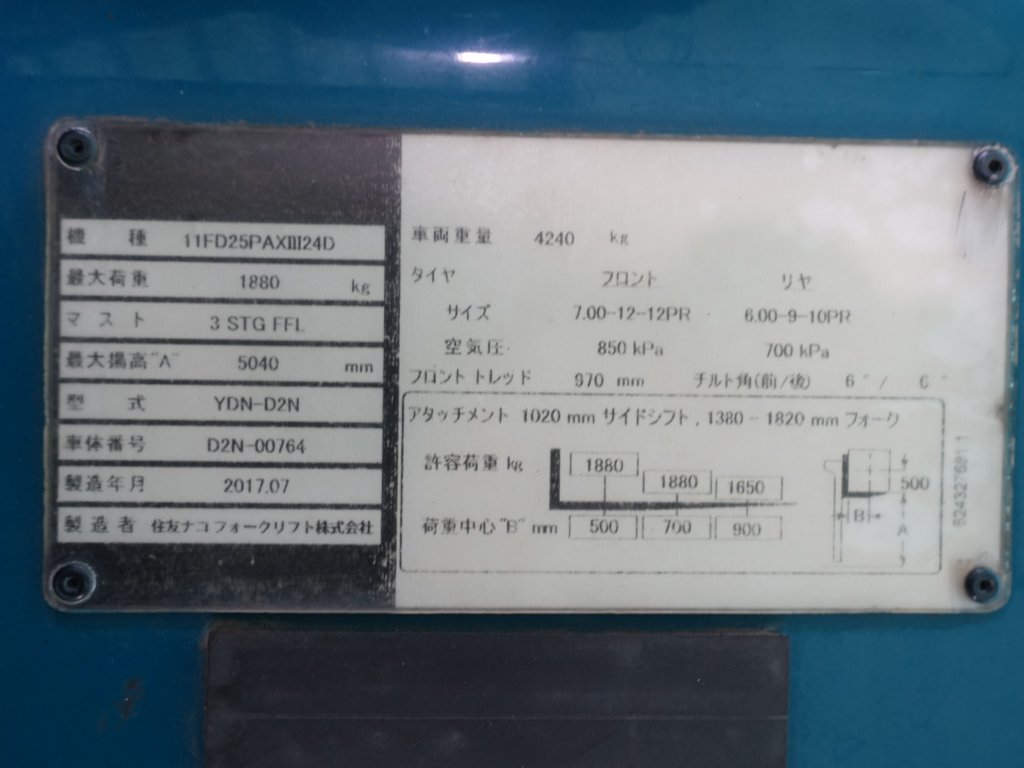 機 種 11FD25PAXIII24D
最大荷重 1880 kg
マスト 3 STG FFL
最大揚高"A" 5040 mm
型 式 YDN-D2N
車体番号 D2N-00764
製造年月 2017.07
製造者 住友ナコフォークリフト株式会社
車両重量 4240 kg
タイヤ フロント リヤ
サイズ 7.00-12-12PR 6.00-9-10PR
空気圧 850 kPa 700 kPa
フロントトレッド 970 mm チルト角(前/後) 6°/ 6°
アタッチメント 1020 mm サイドシフト, 1380 - 1820 mm フォーク
許容荷重 kg 1880 1880 1650
荷重中心"B" mm 500 700 900
500
B
A